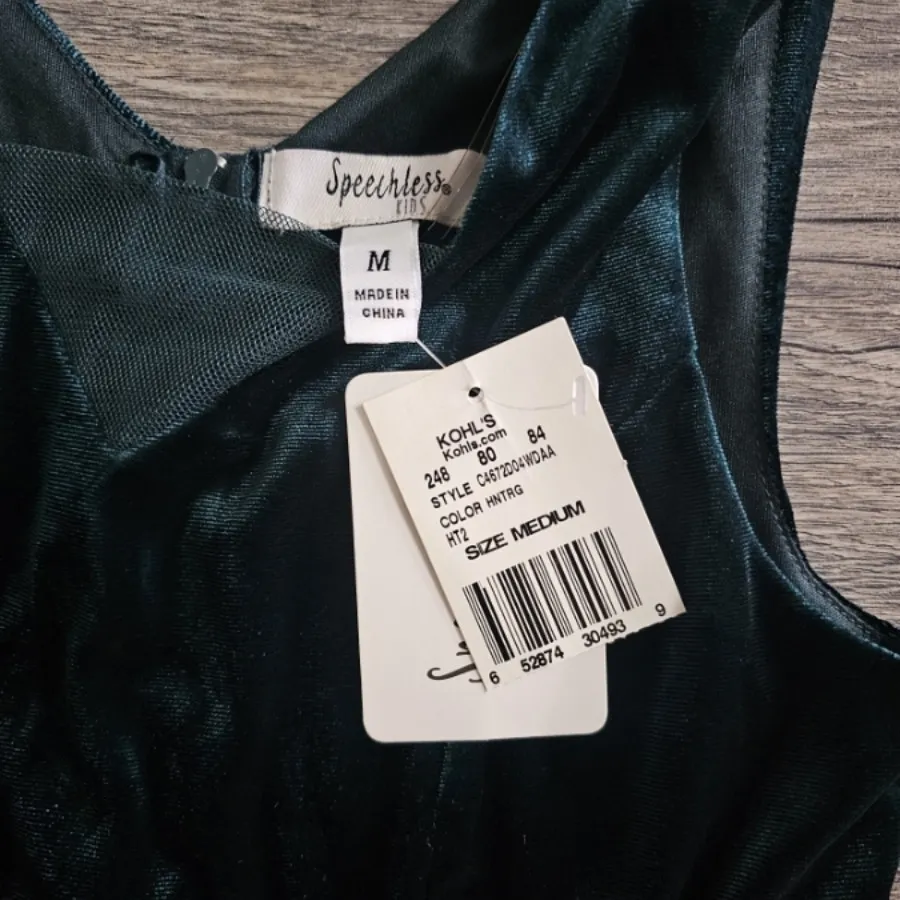 Speechless®
KIDS
M
MADE IN
CHINA
KOHL'S
Kohls.com
248 80 84
STYLE C4672D04WDAA
COLOR HNTRG
HT2
SIZE MEDIUM
6 52874 30493 9